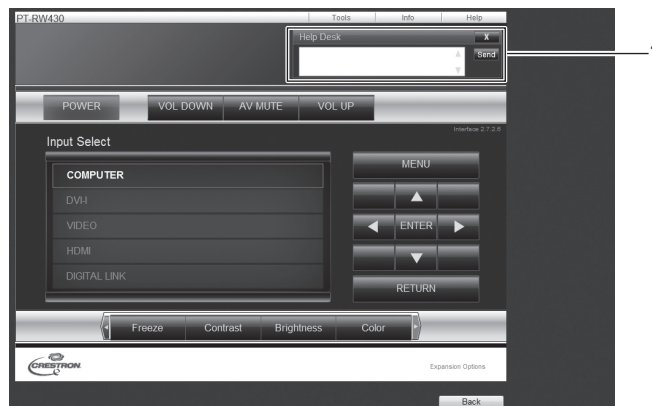 PT-RW430
Tools Info Help
Help Desk X
Send
POWER VOL DOWN AV MUTE VOL UP
Interface 2.7.2.6
Input Select
COMPUTER
DVI-I
VIDEO
HDMI
DIGITAL LINK
MENU
ENTER
RETURN
Freeze Contrast Brightness Color
CRESTRON
Expansion Options
Back